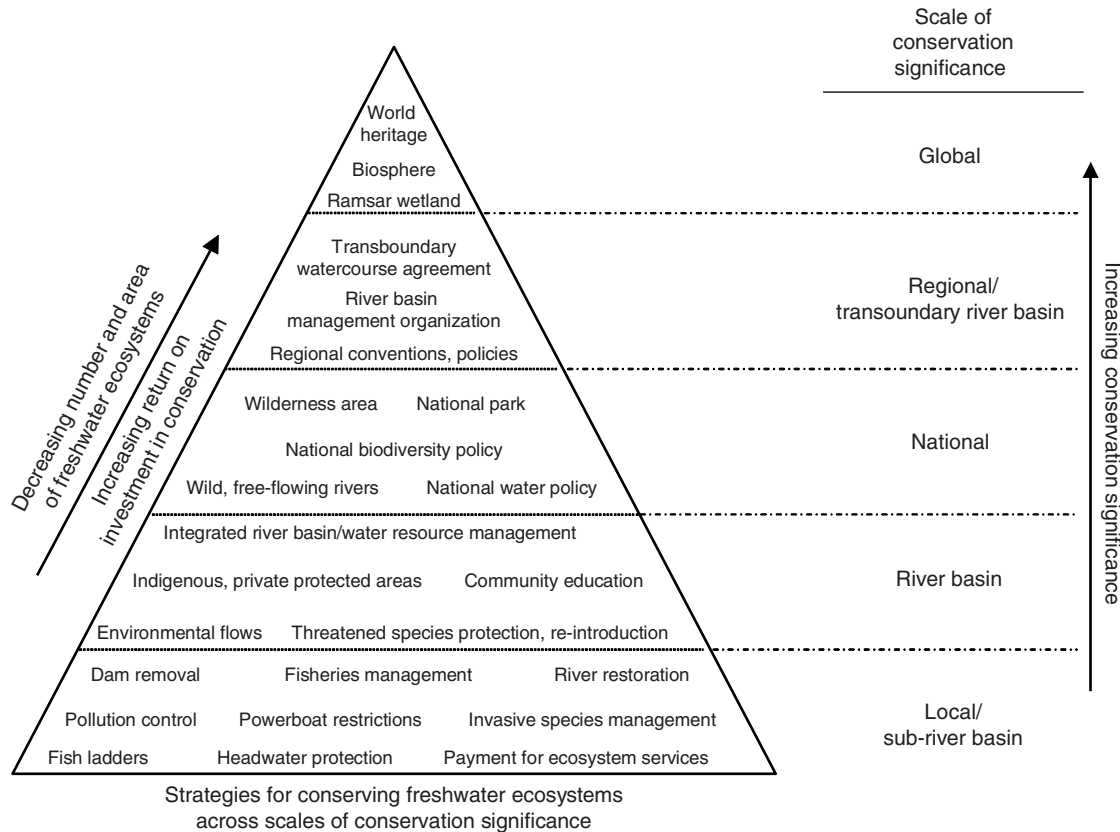 Scale of
conservation
significance
World
heritage
Biosphere
Ramsar wetland
Global
Transboundary
watercourse agreement
River basin
management organization
Regional conventions, policies
Regional/
transoundary river basin
Wilderness area National park
National biodiversity policy
Wild, free-flowing rivers National water policy
National
Integrated river basin/water resource management
Indigenous, private protected areas Community education
Environmental flows Threatened species protection, re-introduction
River basin
Dam removal Fisheries management River restoration
Pollution control Powerboat restrictions Invasive species management
Fish ladders Headwater protection Payment for ecosystem services
Local/
sub-river basin
Decreasing number and area
of freshwater ecosystems
Increasing return on
investment in conservation
Increasing conservation significance
Strategies for conserving freshwater ecosystems
across scales of conservation significance